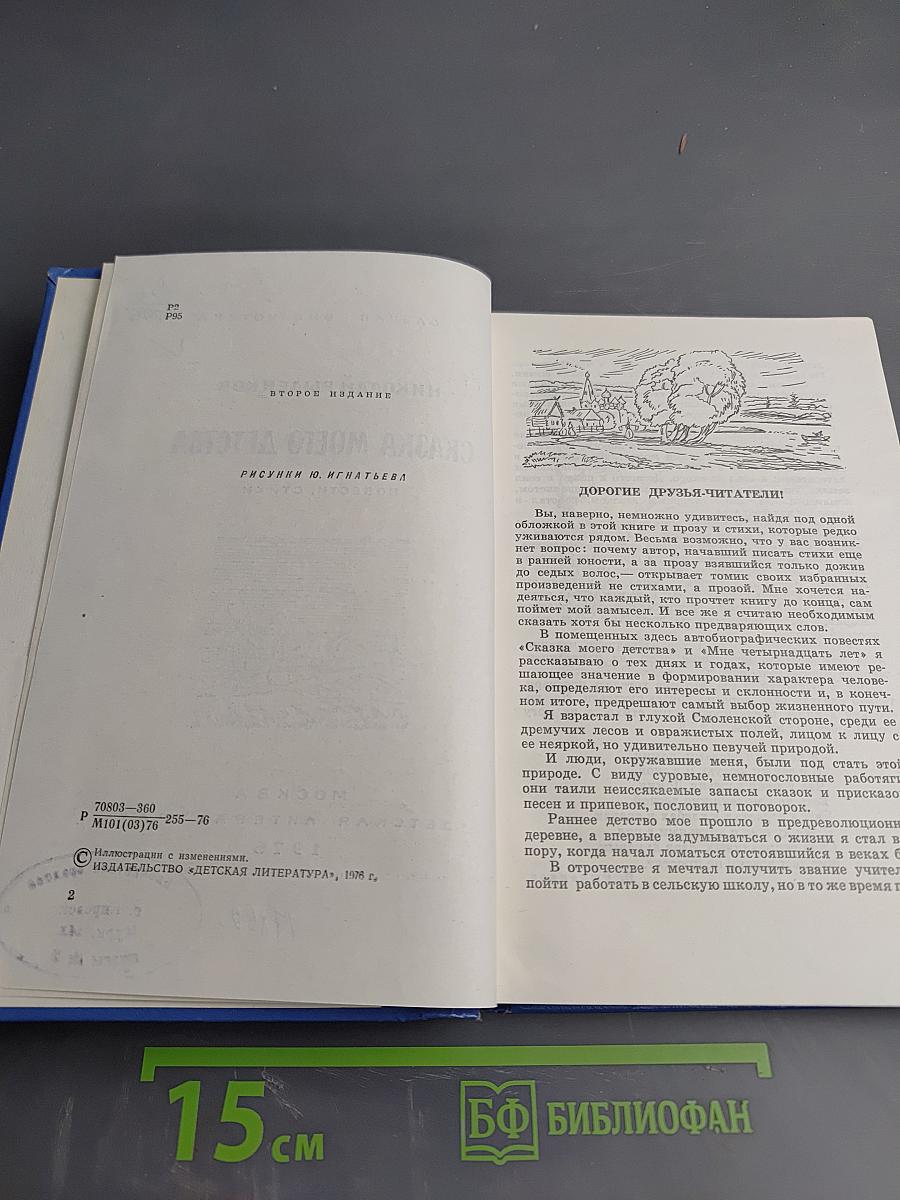 Р2
Р95
ВТОРОЕ ИЗДАНИЕ
РИСУНКИ Ю. ИГНАТЬЕВА
Р 70803—360
М101(03)76 255—76
© Иллюстрации с изменениями.
ИЗДАТЕЛЬСТВО «ДЕТСКАЯ ЛИТЕРАТУРА», 1976 г.
2
ДОРОГИЕ ДРУЗЬЯ-ЧИТАТЕЛИ!
Вы, наверно, немножко удивитесь, найдя под одной
обложкой в этой книге и прозу и стихи, которые редко
уживаются рядом. Весьма возможно, что у вас возник-
нет вопрос: почему автор, начавший писать стихи еще
в ранней юности, а за прозу взявшийся только дожив
до седых волос,— открывает томик своих избранных
произведений не стихами, а прозой. Мне хочется на-
деяться, что каждый, кто прочтет книгу до конца, сам
поймет мой замысел. И все же я считаю необходимым
сказать хотя бы несколько предваряющих слов.
В помещенных здесь автобиографических повестях
«Сказка моего детства» и «Мне четырнадцать лет» я
рассказываю о тех днях и годах, которые имеют ре-
шающее значение в формировании характера челове-
ка, определяют его интересы и склонности и, в конеч-
ном итоге, предрешают самый выбор жизненного пути.
Я взрастал в глухой Смоленской стороне, среди ее
дремучих лесов и овражистых полей, лицом к лицу с
ее неяркой, но удивительно певучей природой.
И люди, окружавшие меня, были под стать этой
природе. С виду суровые, немногословные работяги
они таили неиссякаемые запасы сказок и присказо
песен и припевок, пословиц и поговорок.
Раннее детство мое прошло в предреволюционн
деревне, а впервые задумываться о жизни я стал в
пору, когда начал ломаться отстоявшийся в веках б
В отрочестве я мечтал получить звание учител
пойти работать в сельскую школу, но в то же время
15 см
БФ БИБЛИОФАН